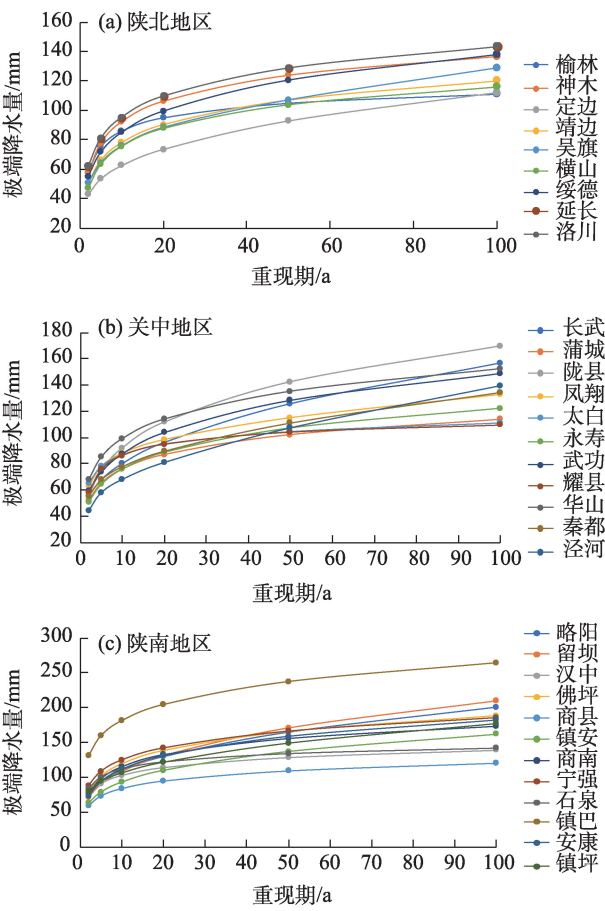 (a) 陕北地区
极端降水量/mm
160
140
120
100
80
60
40
20
0
20
40
60
80
100
重现期/a
榆林
神木
定边
靖边
吴旗
横山
绥德
延长
洛川
(b) 关中地区
极端降水量/mm
180
160
140
120
100
80
60
40
20
0
10
20
30
40
50
60
70
80
90
100
重现期/a
长武
蒲城
陇县
凤翔
太白
永寿
武功
耀县
华山
秦都
泾河
(c) 陕南地区
极端降水量/mm
300
250
200
150
100
50
0
0
10
20
30
40
50
60
70
80
90
100
重现期/a
略阳
留坝
汉中
佛坪
商县
镇安
商南
宁强
石泉
镇巴
安康
镇坪